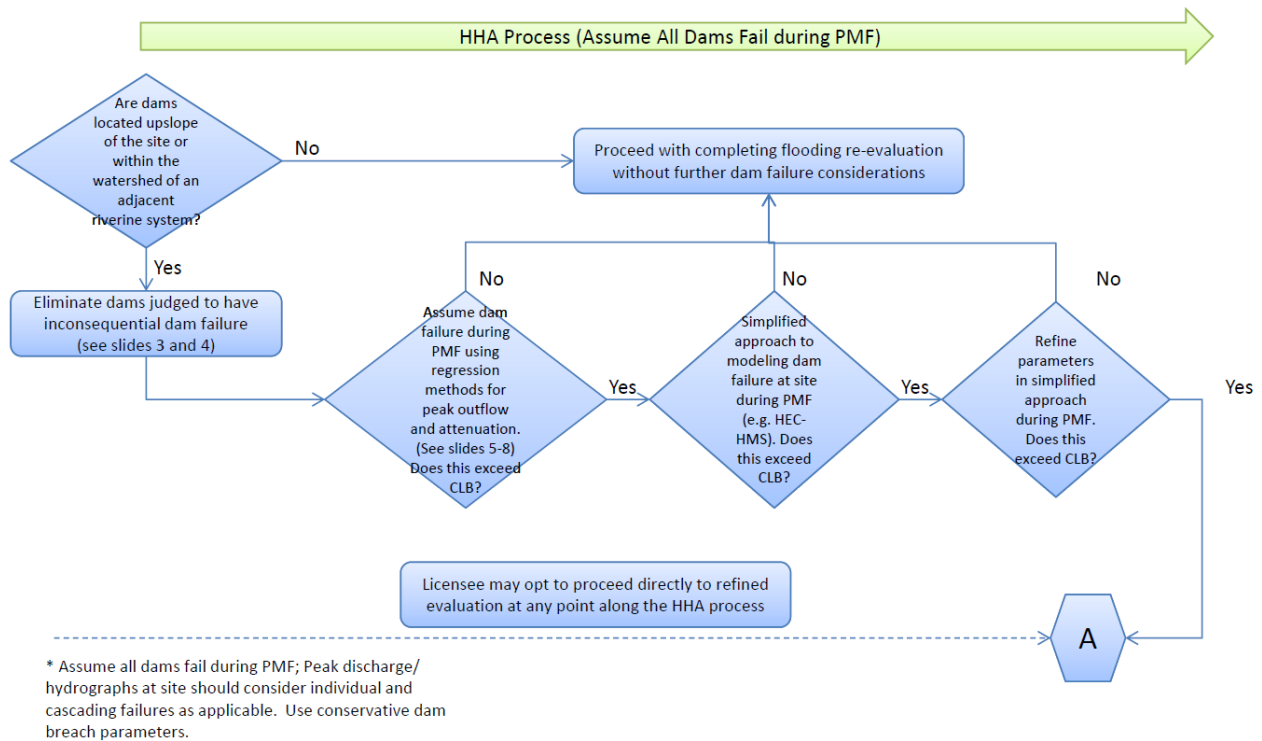 HHA Process (Assume All Dams Fail during PMF)
Are dams
located upslope
of the site or
within the
watershed of an
adjacent
riverine system?
No
Proceed with completing flooding re-evaluation
without further dam failure considerations
Yes
Eliminate dams judged to have
inconsequential dam failure
(see slides 3 and 4)
No
Assume dam
failure during
PMF using
regression
methods for
peak outflow
and attenuation.
(See slides 5-8)
Does this exceed
CLB?
Yes
No
Simplified
approach to
modeling dam
failure at site
during PMF
(e.g. HEC-
HMS). Does
this exceed
CLB?
Yes
No
Refine
parameters
in simplified
approach
during PMF.
Does this
exceed CLB?
Yes
Licensee may opt to proceed directly to refined
evaluation at any point along the HHA process
A
* Assume all dams fail during PMF; Peak discharge/
hydrographs at site should consider individual and
cascading failures as applicable.  Use conservative dam
breach parameters.